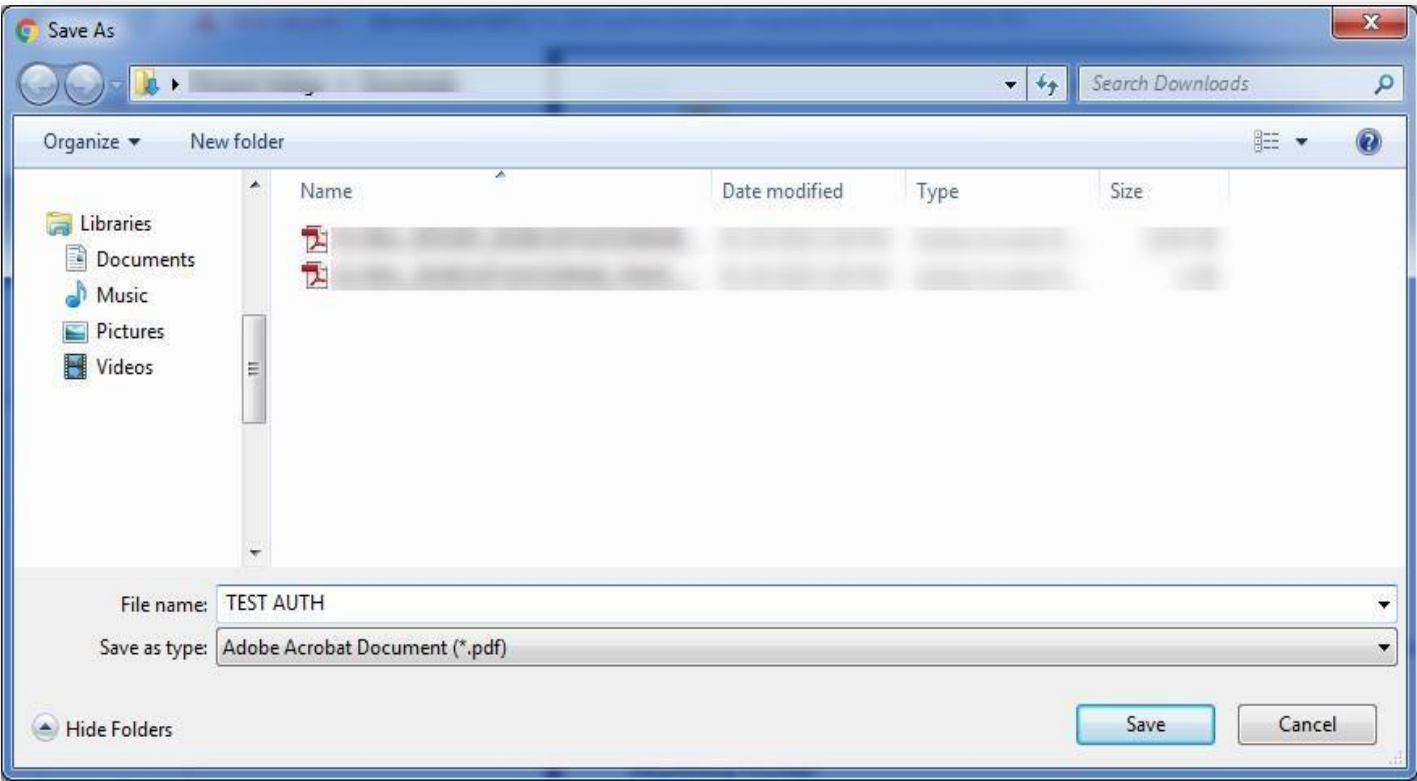 Save As
Search Downloads
Organize New folder
Name Date modified Type Size
Libraries
Documents
Music
Pictures
Videos
File name: TEST AUTH
Save as type: Adobe Acrobat Document (*.pdf)
Hide Folders Save Cancel